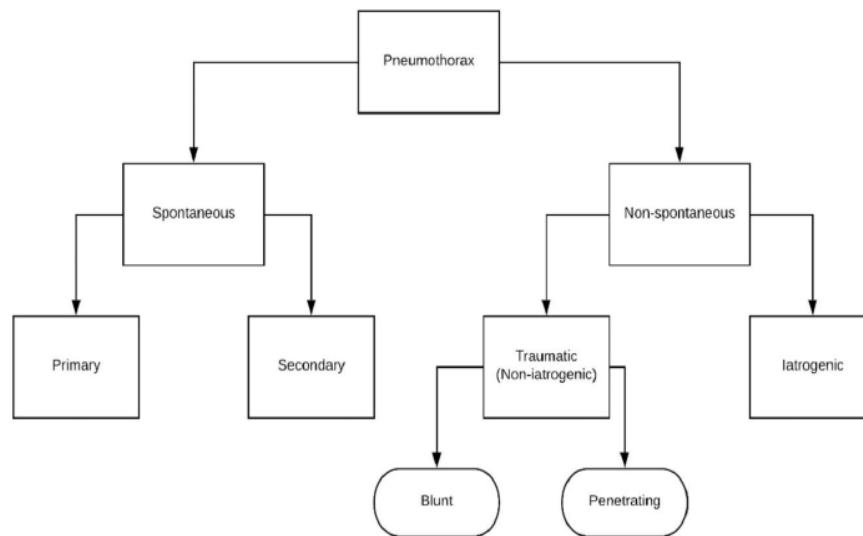 Pneumothorax
Spontaneous
Non-spontaneous
Primary
Secondary
Traumatic
(Non-iatrogenic)
Iatrogenic
Blunt
Penetrating